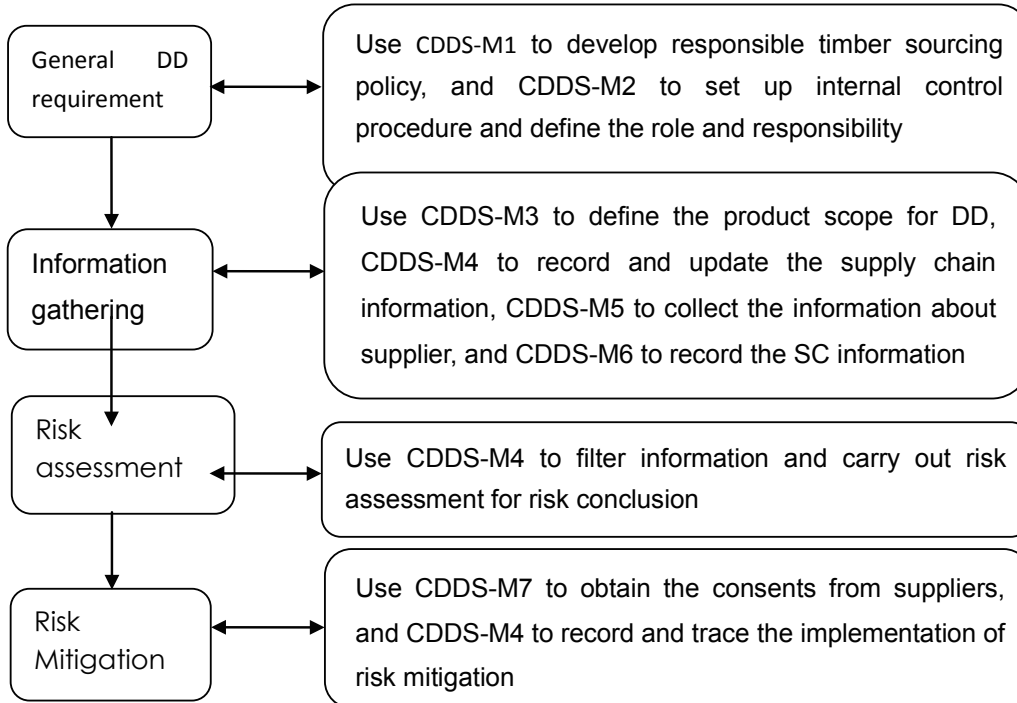 General DD
requirement
Use CDDS-M1 to develop responsible timber sourcing
policy, and CDDS-M2 to set up internal control
procedure and define the role and responsibility
Information
gathering
Use CDDS-M3 to define the product scope for DD,
CDDS-M4 to record and update the supply chain
information, CDDS-M5 to collect the information about
supplier, and CDDS-M6 to record the SC information
Risk
assessment
Use CDDS-M4 to filter information and carry out risk
assessment for risk conclusion
Risk
Mitigation
Use CDDS-M7 to obtain the consents from suppliers,
and CDDS-M4 to record and trace the implementation of
risk mitigation